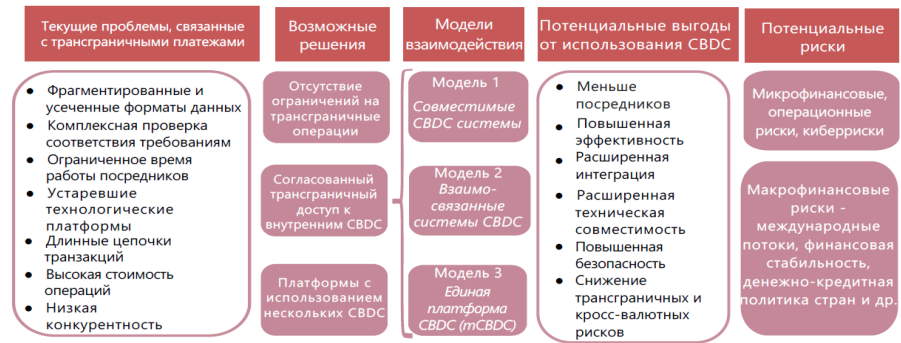 Текущие проблемы, связанные
с трансграничными платежами
Фрагментированные и
усеченные форматы данных
Комплексная проверка
соответствия требованиям
Ограниченное время
работы посредников
Устаревшие
технологические
платформы
Длинные цепочки
транзакций
Высокая стоимость
операций
Низкая
конкурентность
Возможные
решения
Отсутствие
ограничений на
трансграничные
операции
Согласованный
трансграничный
доступ к
внутренним CBDC
Платформы с
использованием
нескольких CBDC
Модели
взаимодействия
Модель 1
Совместимые
CBDC системы
Модель 2
Взаимо-
связанные
системы CBDC
Модель 3
Единая
платформа
CBDC (mCBDC)
Потенциальные выгоды
от использования CBDC
Меньше
посредников
Повышенная
эффективность
Расширенная
интеграция
Расширенная
техническая
совместимость
Повышенная
безопасность
Снижение
трансграничных и
кросс-валютных
рисков
Потенциальные
риски
Микрофинансовые,
операционные
риски, киберриски
Макрофинансовые
риски -
международные
потоки, финансовая
стабильность,
денежно-кредитная
политика стран и др.